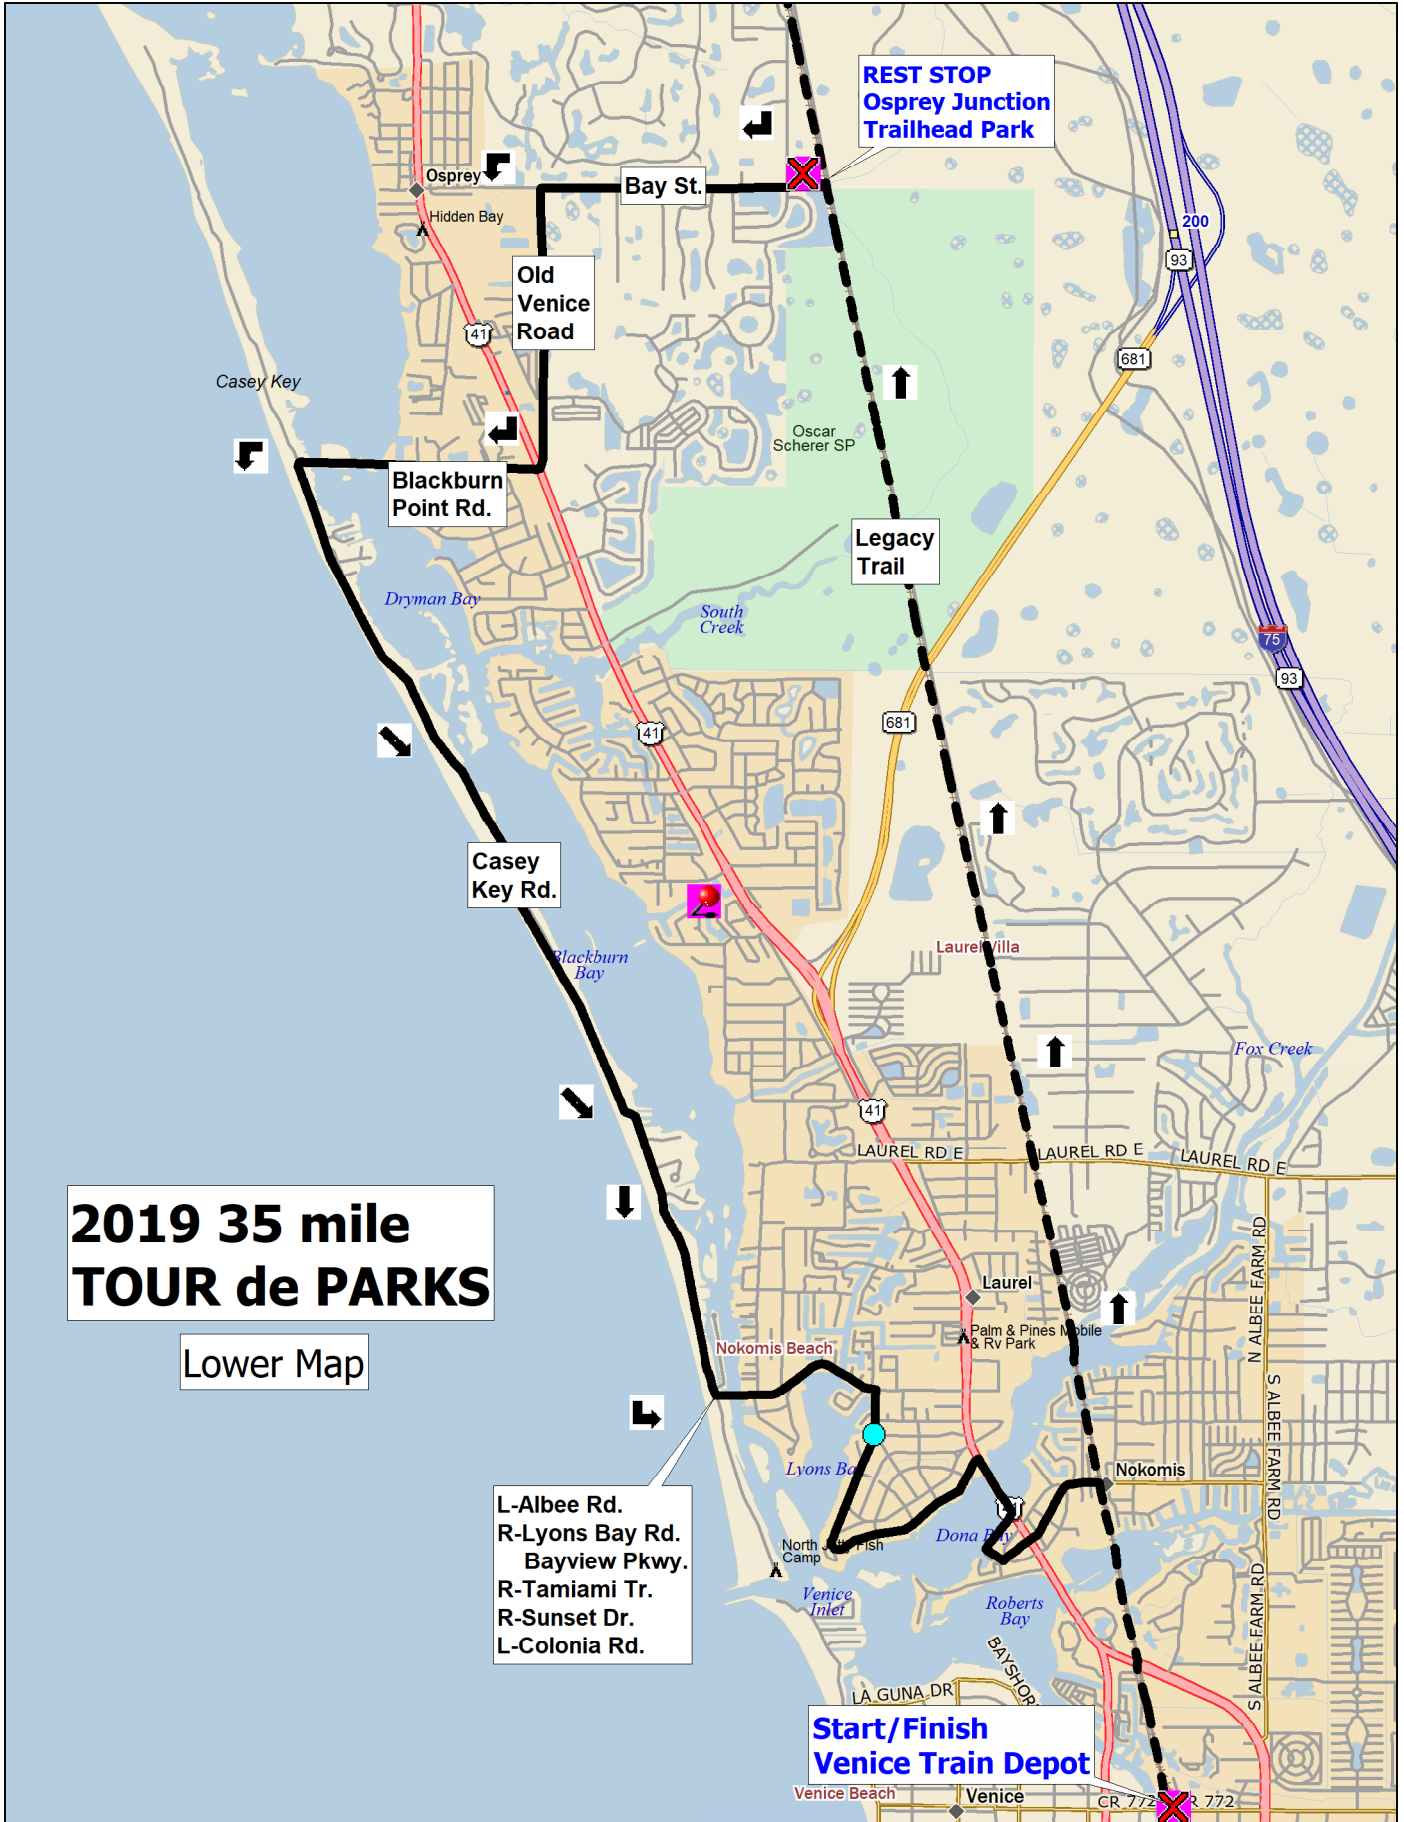 REST STOP
Osprey Junction
Trailhead Park
Osprey
Bay St.
Hidden Bay
200
93
Old
Venice
Road
41
681
Casey Key
Oscar
Scherer SP
Blackburn
Point Rd.
Legacy
Trail
Dryman Bay
South
Creek
75
93
681
41
Casey
Key Rd.
Laurel Villa
Blackburn
Bay
Fox Creek
41
LAUREL RD E
LAUREL RD E
LAUREL RD E
2019 35 mile
TOUR de PARKS
Lower Map
N ALBEE FARM RD
Laurel
Palm & Pines Mobile
& Rv Park
Nokomis Beach
S ALBEE FARM RD
Lyons Ba
Nokomis
L-Albee Rd.
R-Lyons Bay Rd.
Bayview Pkwy.
R-Tamiami Tr.
R-Sunset Dr.
L-Colonia Rd.
41
Dona Bay
North Jetty Fish
Camp
Venice
Inlet
Roberts
Bay
S ALBEE FARM RD
BAYSHOR
LA GUNA DR
Start/Finish
Venice Train Depot
Venice Beach
Venice
CR 772
R 772